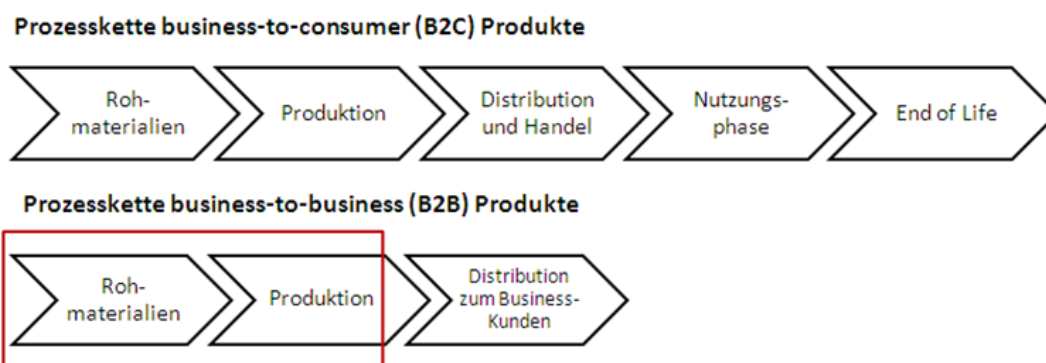 Prozesskette business-to-consumer (B2C) Produkte
Roh-
materialien
Produktion
Distribution
und Handel
Nutzungs-
phase
End of Life
Prozesskette business-to-business (B2B) Produkte
Roh-
materialien
Produktion
Distribution
zum Business-
Kunden